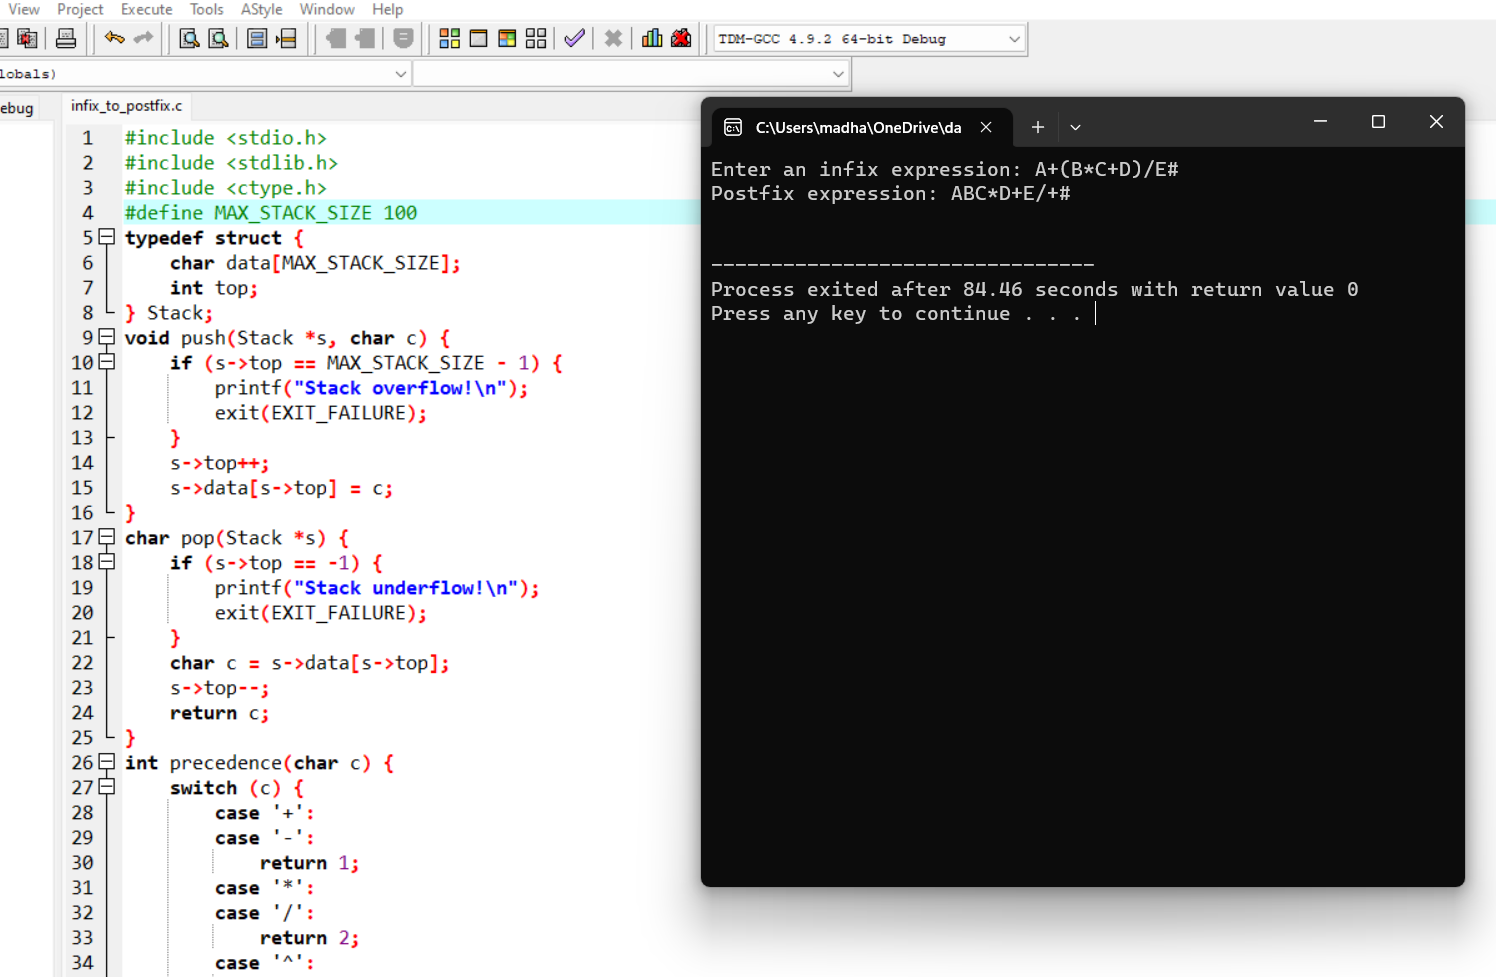 View Project Execute Tools AStyle Window Help
TDM-GCC 4.9.2 64-bit Debug
lobals)
ebug infix_to_postfix.c
1 #include <stdio.h>
2 #include <stdlib.h>
3 #include <ctype.h>
4 #define MAX_STACK_SIZE 100
5 typedef struct {
6 char data[MAX_STACK_SIZE];
7 int top;
8 } Stack;
9 void push(Stack *s, char c) {
10 if (s->top == MAX_STACK_SIZE - 1) {
11 printf("Stack overflow!\n");
12 exit(EXIT_FAILURE);
13 }
14 s->top++;
15 s->data[s->top] = c;
16 }
17 char pop(Stack *s) {
18 if (s->top == -1) {
19 printf("Stack underflow!\n");
20 exit(EXIT_FAILURE);
21 }
22 char c = s->data[s->top];
23 s->top--;
24 return c;
25 }
26 int precedence(char c) {
27 switch (c) {
28 case '+':
29 case '-':
30 return 1;
31 case '*':
32 case '/':
33 return 2;
34 case '^':
C:\Users\madha\OneDrive\da
Enter an infix expression: A+(B*C+D)/E#
Postfix expression: ABC*D+E/+#
--------------------------------
Process exited after 84.46 seconds with return value 0
Press any key to continue . . .